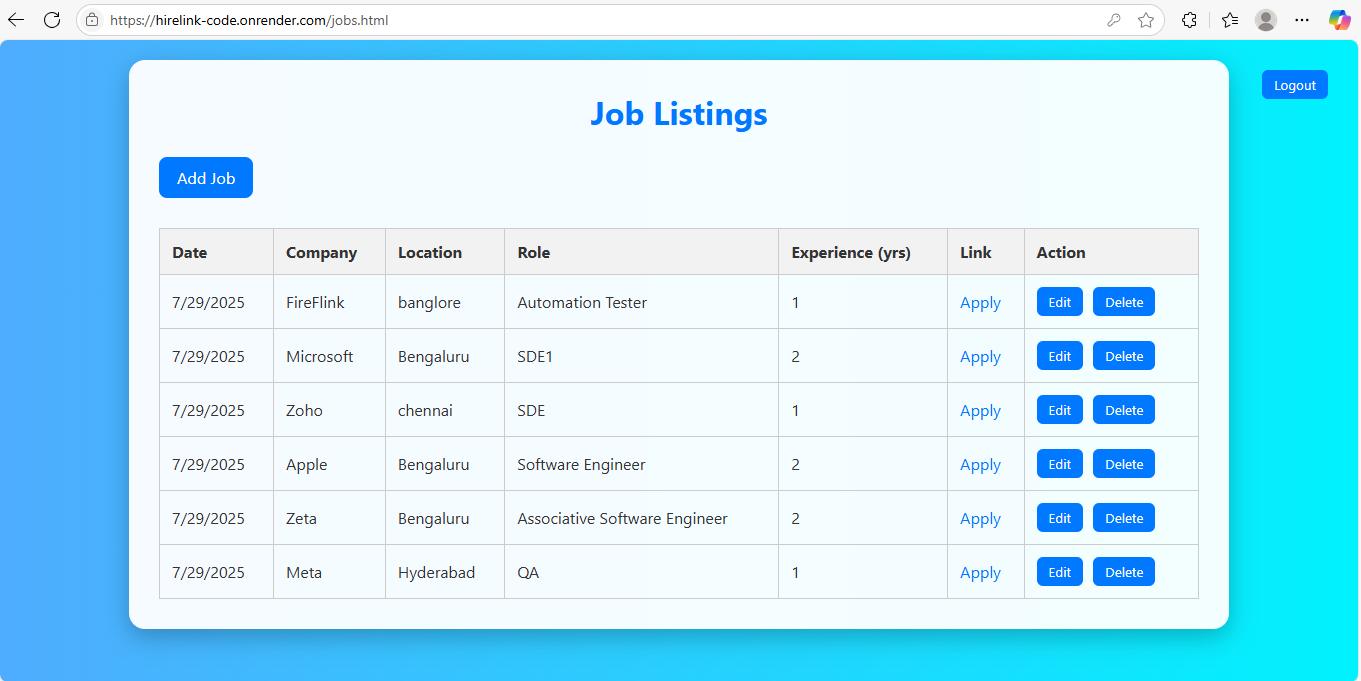 https://hirelink-code.onrender.com/jobs.html
Logout
Job Listings
Add Job
Date Company Location Role Experience (yrs) Link Action
7/29/2025 FireFlink banglore Automation Tester 1 Apply Edit Delete
7/29/2025 Microsoft Bengaluru SDE1 2 Apply Edit Delete
7/29/2025 Zoho chennai SDE 1 Apply Edit Delete
7/29/2025 Apple Bengaluru Software Engineer 2 Apply Edit Delete
7/29/2025 Zeta Bengaluru Associative Software Engineer 2 Apply Edit Delete
7/29/2025 Meta Hyderabad QA 1 Apply Edit Delete